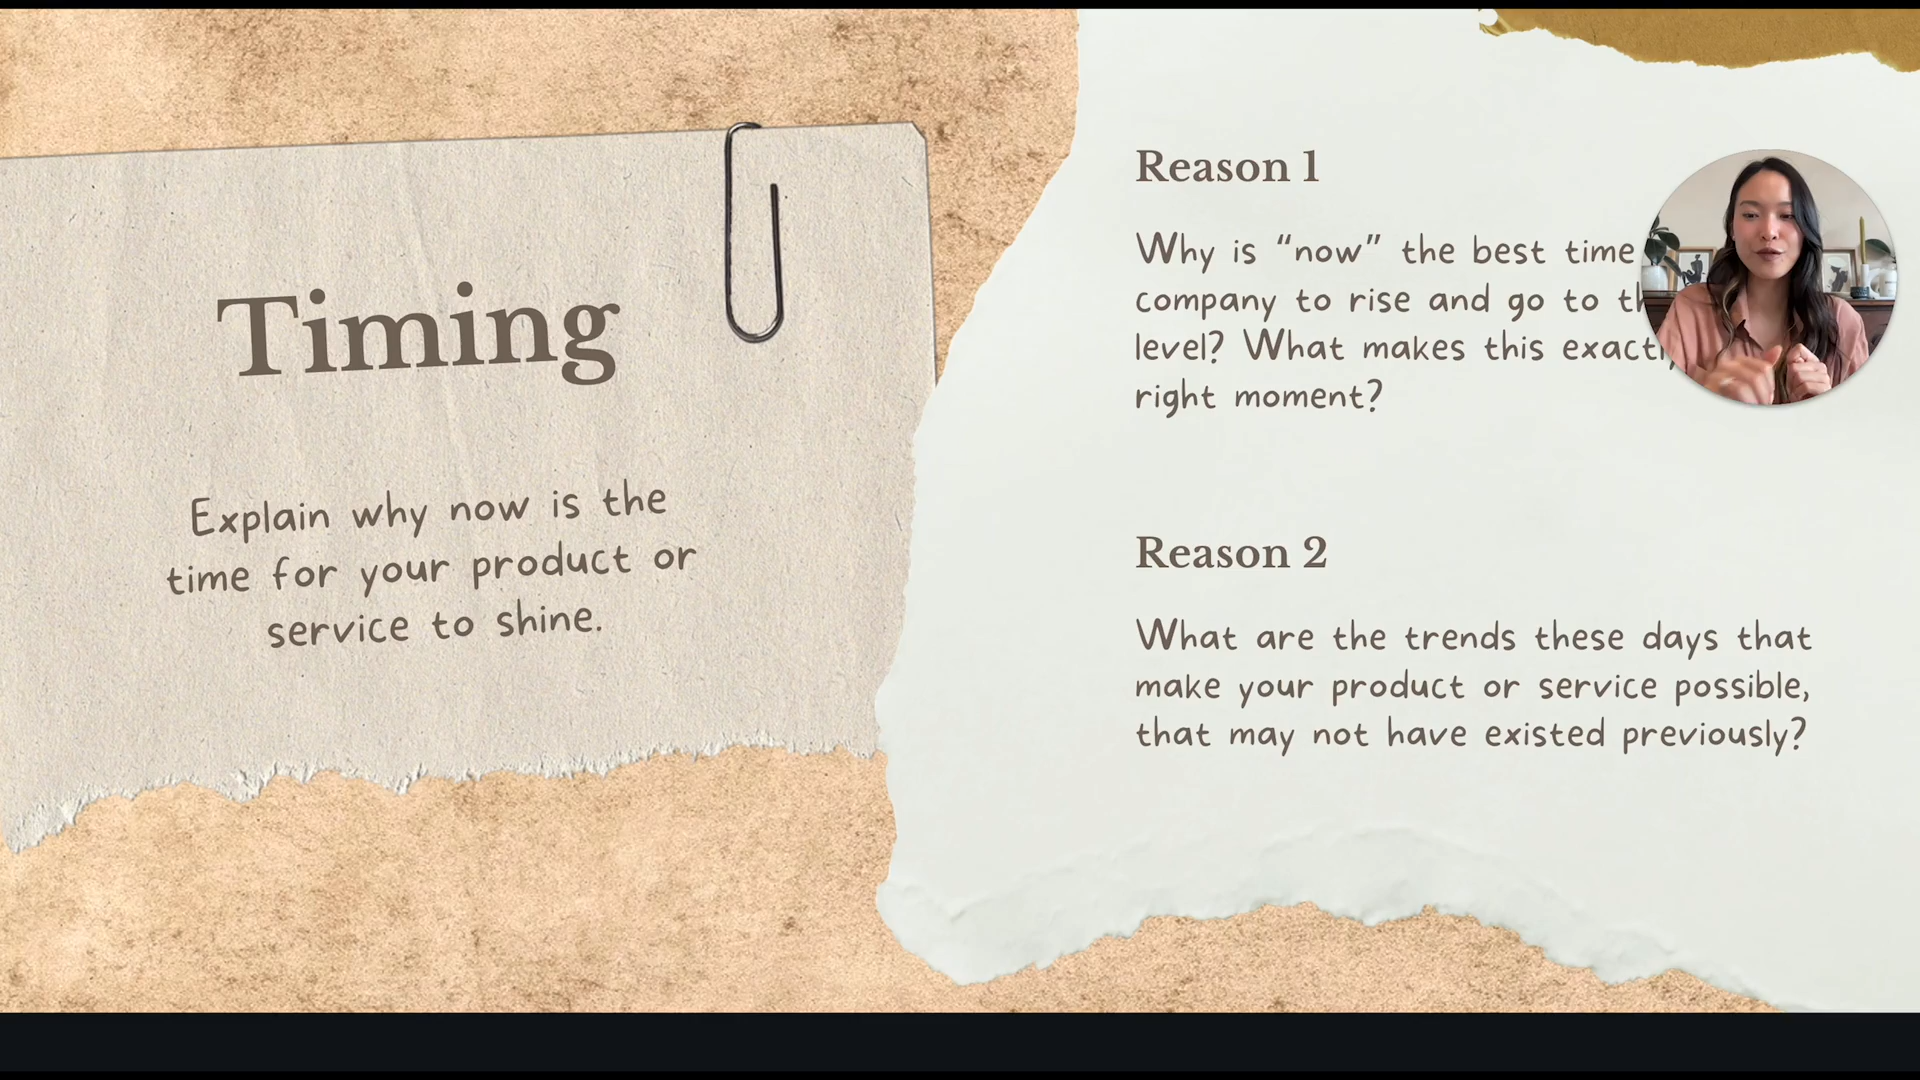 Timing
Explain why now is the
time for your product or
service to shine.
Reason 1
Why is “now” the best time
company to rise and go to
level? What makes this
right moment?
Reason 2
What are the trends these days that
make your product or service possible,
that may not have existed previously?